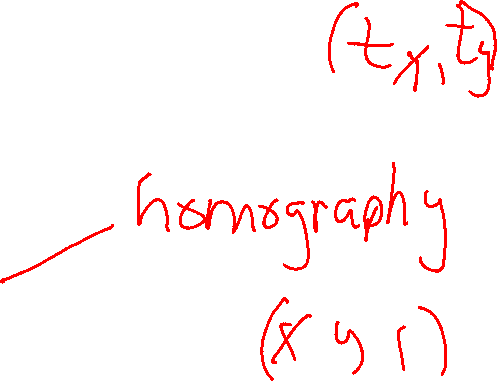 (tx, ty)
homography
(x y 1)